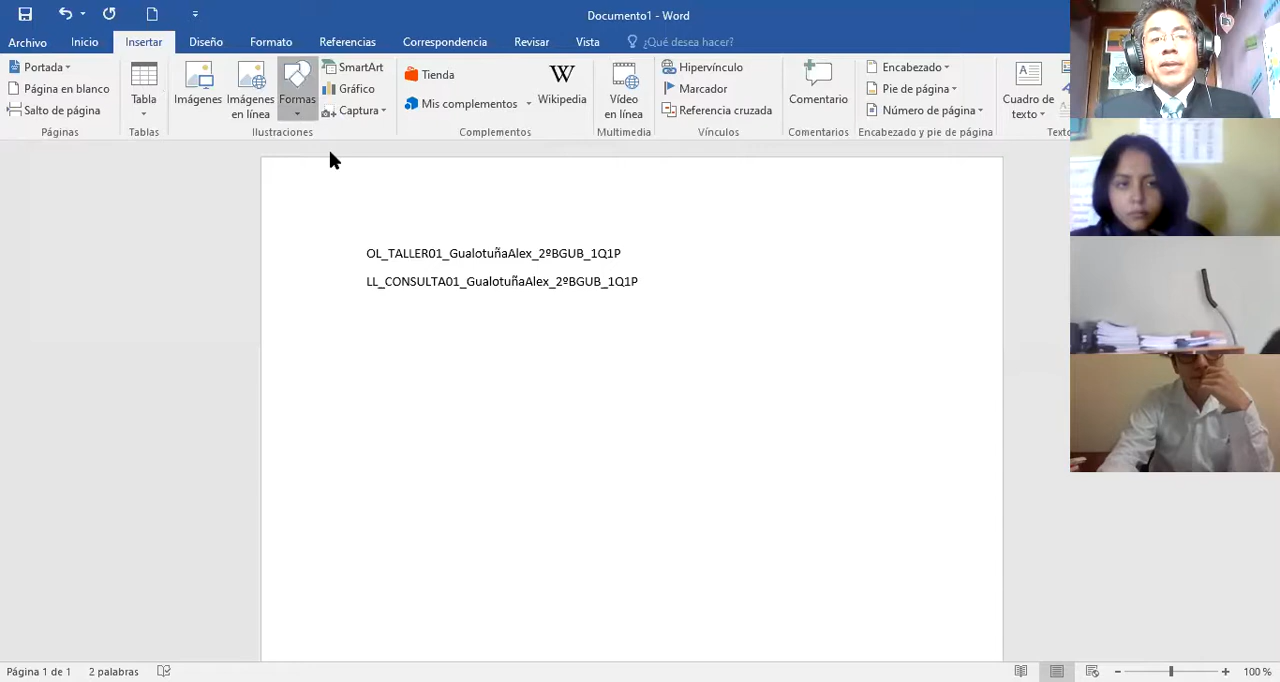 Documento1 - Word
Archivo Inicio Insertar Diseño Formato Referencias Correspondencia Revisar Vista ¿Qué desea hacer?
Portada
Página en blanco
Salto de página
Páginas
Tabla
Tablas
Imágenes
Imágenes en línea
Formas
SmartArt
Gráfico
Captura
Ilustraciones
Tienda
Mis complementos
W Wikipedia
Complementos
Vídeo en línea
Multimedia
Hipervínculo
Marcador
Referencia cruzada
Vínculos
Comentario
Comentarios
Encabezado
Pie de página
Número de página
Encabezado y pie de página
Cuadro de texto
OL_TALLER01_GualotuñaAlex_2ºBGUB_1Q1P
LL_CONSULTA01_GualotuñaAlex_2ºBGUB_1Q1P
Página 1 de 1 2 palabras 100 %